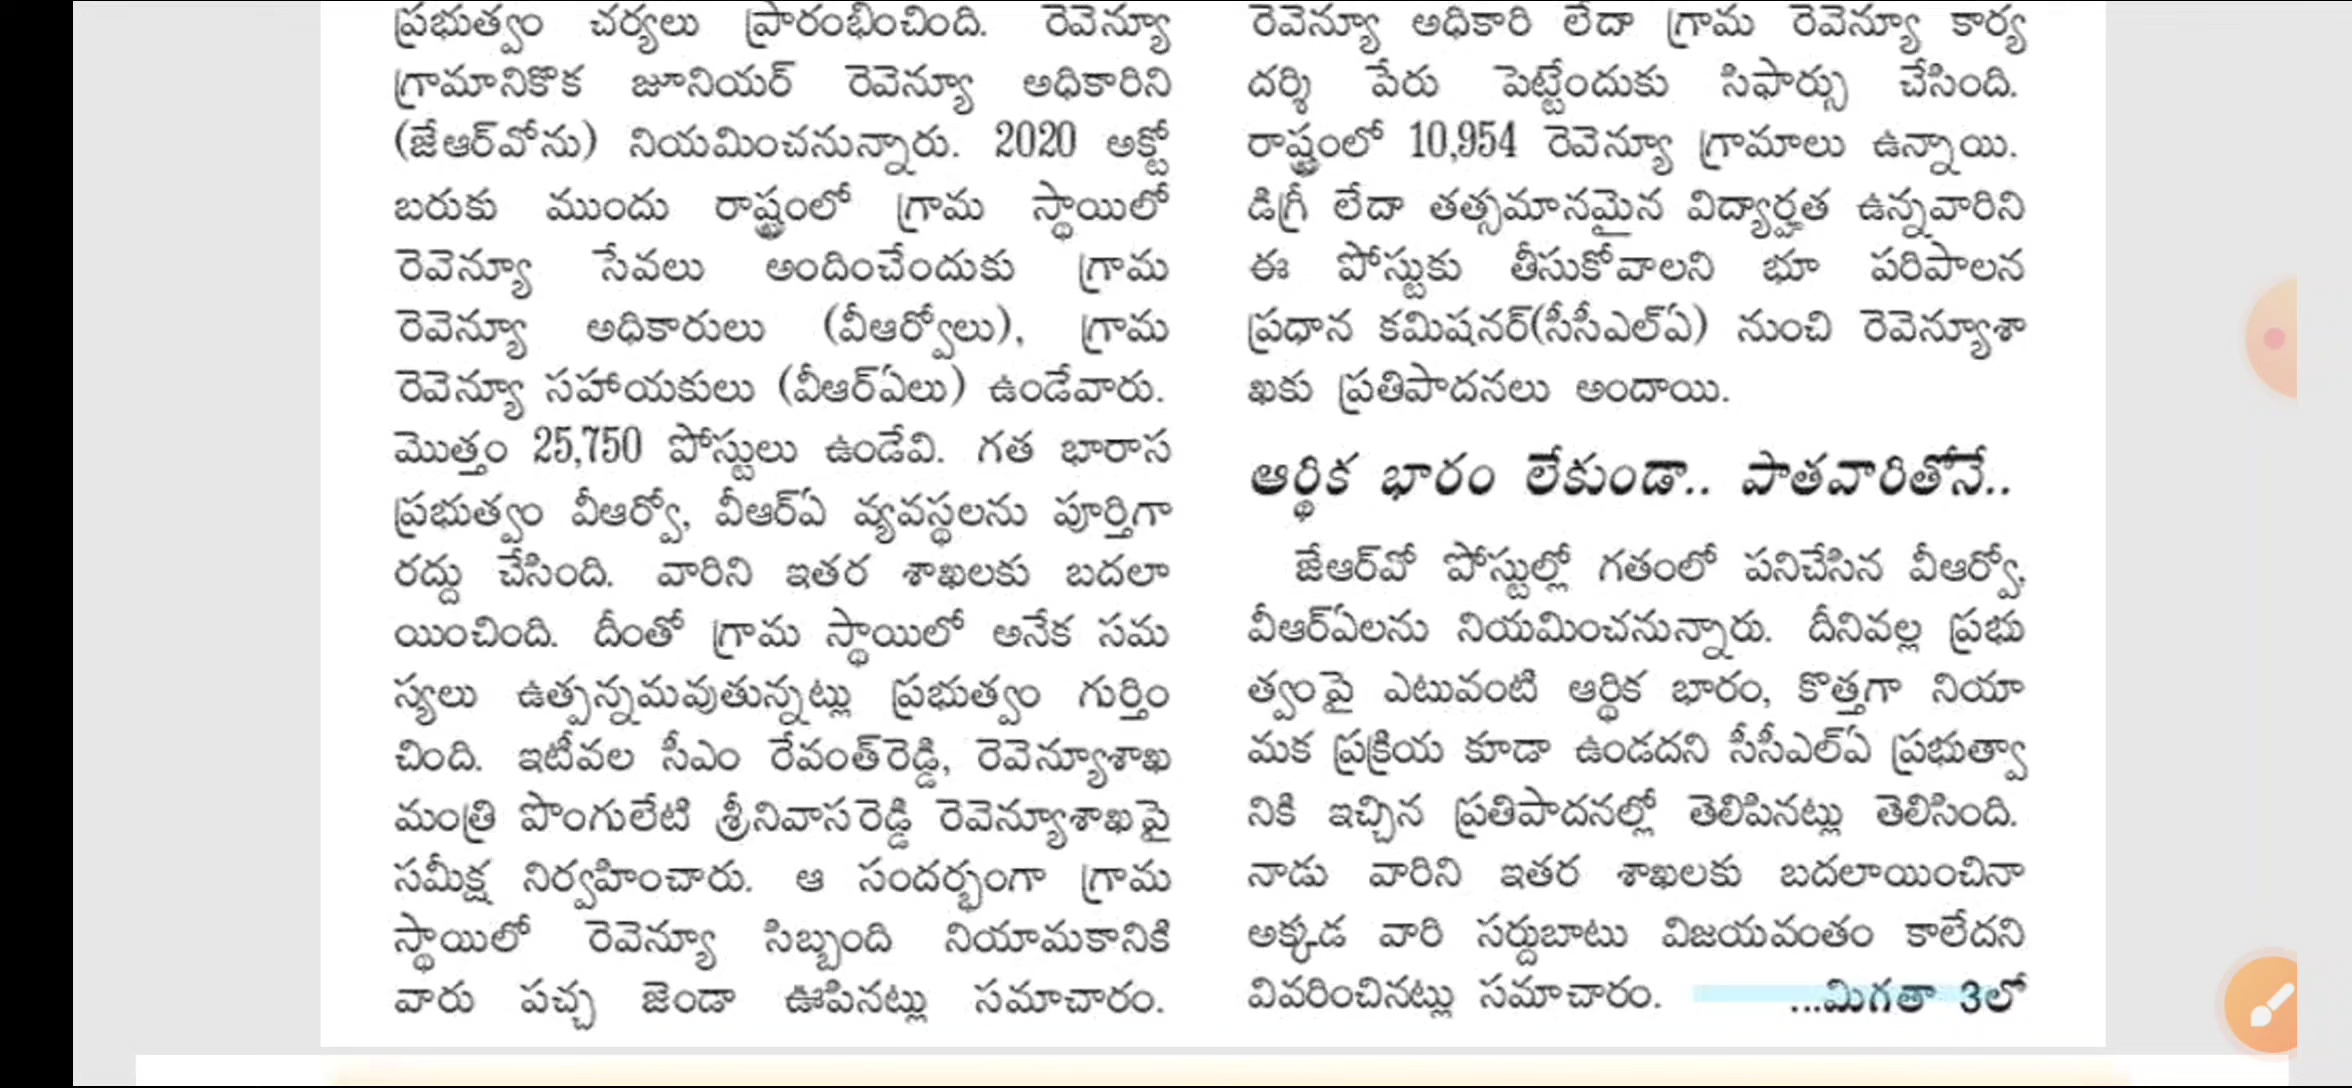 ప్రభుత్వం చర్యలు ప్రారంభించింది. రెవెన్యూ
గ్రామానికొక జూనియర్ రెవెన్యూ అధికారిని
(జేఆర్‌వోను) నియమించనున్నారు. 2020 అక్టో
బరుకు ముందు రాష్ట్రంలో గ్రామ స్థాయిలో
రెవెన్యూ సేవలు అందించేందుకు గ్రామ
రెవెన్యూ అధికారులు (వీఆర్వోలు), గ్రామ
రెవెన్యూ సహాయకులు (వీఆర్‌ఏలు) ఉండేవారు.
మొత్తం 25,750 పోస్టులు ఉండేవి. గత భారాస
ప్రభుత్వం వీఆర్వో, వీఆర్‌ఏ వ్యవస్థలను పూర్తిగా
రద్దు చేసింది. వారిని ఇతర శాఖలకు బదలా
యించింది. దీంతో గ్రామ స్థాయిలో అనేక సమ
స్యలు ఉత్పన్నమవుతున్నట్లు ప్రభుత్వం గుర్తిం
చింది. ఇటీవల సీఎం రేవంత్‌రెడ్డి, రెవెన్యూశాఖ
మంత్రి పొంగులేటి శ్రీనివాసరెడ్డి రెవెన్యూశాఖపై
సమీక్ష నిర్వహించారు. ఆ సందర్భంగా గ్రామ
స్థాయిలో రెవెన్యూ సిబ్బంది నియామకానికి
వారు పచ్చ జెండా ఊపినట్లు సమాచారం.
రెవెన్యూ అధికారి లేదా గ్రామ రెవెన్యూ కార్య
దర్శి పేరు పెట్టేందుకు సిఫార్సు చేసింది.
రాష్ట్రంలో 10,954 రెవెన్యూ గ్రామాలు ఉన్నాయి.
డిగ్రీ లేదా తత్సమానమైన విద్యార్హత ఉన్నవారిని
ఈ పోస్టుకు తీసుకోవాలని భూ పరిపాలన
ప్రధాన కమిషనర్(సీసీఎల్‌ఏ) నుంచి రెవెన్యూశా
ఖకు ప్రతిపాదనలు అందాయి.
ఆర్థిక భారం లేకుండా.. పాతవారితోనే..
జేఆర్‌వో పోస్టుల్లో గతంలో పనిచేసిన వీఆర్వో,
వీఆర్‌ఏలను నియమించనున్నారు. దీనివల్ల ప్రభు
త్వంపై ఎటువంటి ఆర్థిక భారం, కొత్తగా నియా
మక ప్రక్రియ కూడా ఉండదని సీసీఎల్‌ఏ ప్రభుత్వా
నికి ఇచ్చిన ప్రతిపాదనల్లో తెలిపినట్లు తెలిసింది.
నాడు వారిని ఇతర శాఖలకు బదలాయించినా
అక్కడ వారి సర్దుబాటు విజయవంతం కాలేదని
వివరించినట్లు సమాచారం. ...మిగతా 3లో